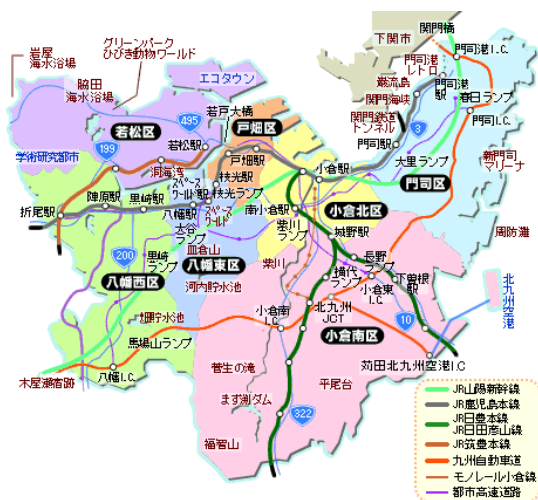 関門橋
下関市
門司港I.C.
グリーンパーク
ひびき動物ワールド
岩屋
海水浴場
門司港
レトロ
門司港
駅
エコタウン
脇田
海水浴場
巌流島
関門海峡
春日ランプ
関門鉄道
トンネル
門司I.C.
若戸大橋
495
若松区
戸畑区
3
若松駅
199
門司駅
戸畑駅
大里ランプ
学術研究都市
小倉駅
新門司
マリーナ
洞海湾
枝光駅
門司区
スペース
ワールド駅
枝光ランプ
陣原駅
黒崎駅
八幡駅
スペース
ワールド
南小倉駅
小倉北区
折尾駅
大谷
ランプ
紫川
ランプ
城野駅
周防灘
皿倉山
200
黒崎
ランプ
八幡東区
紫川
長野
ランプ
横代
ランプ
下曽根
駅
八幡西区
河内貯水池
小倉東
I.C.
北九州空港
小倉南
I.C.
北九州
JCT
10
畑貯水池
小倉南区
馬場山ランプ
木屋瀬宿跡
八幡I.C.
菅生の滝
平尾台
苅田北九州空港I.C
ます渕ダム
322
福智山
JR山陽新幹線
JR鹿児島本線
JR日豊本線
JR日田彦山線
JR筑豊本線
九州自動車道
モノレール小倉線
都市高速道路